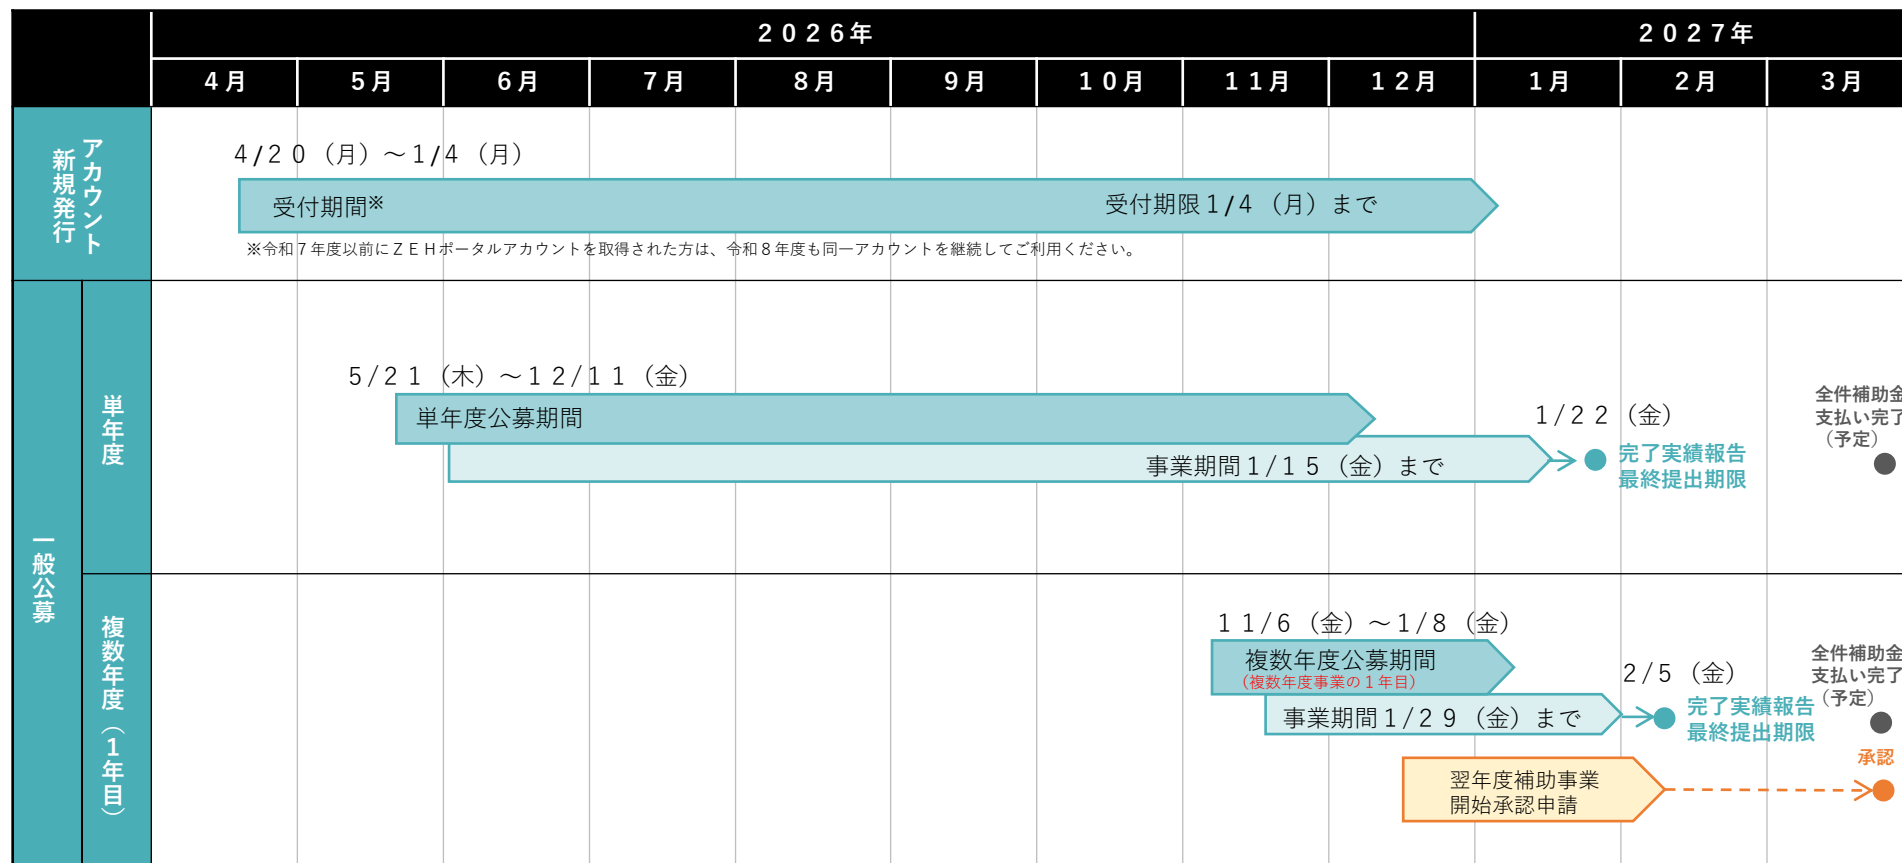 ２０２６年
２０２７年
４月
５月
６月
７月
８月
９月
１０月
１１月
１２月
１月
２月
３月
アカウント
新規発行
４/２０（月）～１/４（月）
受付期間※
受付期限１/４（月）まで
※令和７年度以前にＺＥＨポータルアカウントを取得された方は、令和８年度も同一アカウントを継続してご利用ください。
一般公募
単年度
５/２１（木）～１２/１１（金）
単年度公募期間
事業期間１/１５（金）まで
１/２２（金）
完了実績報告
最終提出期限
全件補助金
支払い完了
（予定）
複数年度（１年目）
１１/６（金）～１/８（金）
複数年度公募期間
（複数年度事業の１年目）
事業期間１/２９（金）まで
２/５（金）
完了実績報告
最終提出期限
全件補助金
支払い完了
（予定）
翌年度補助事業
開始承認申請
承認